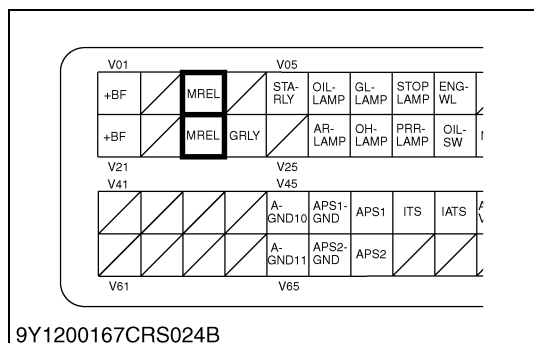 V01 V05
+BF MREL STA-RLY OIL-LAMP GL-LAMP STOP LAMP ENG-WL
+BF MREL GRLY AR-LAMP OH-LAMP PRR-LAMP OIL-SW
V21 V25
V41 V45
A-GND10 APS1-GND APS1 ITS IATS
A-GND11 APS2-GND APS2
V61 V65
9Y1200167CRS024B